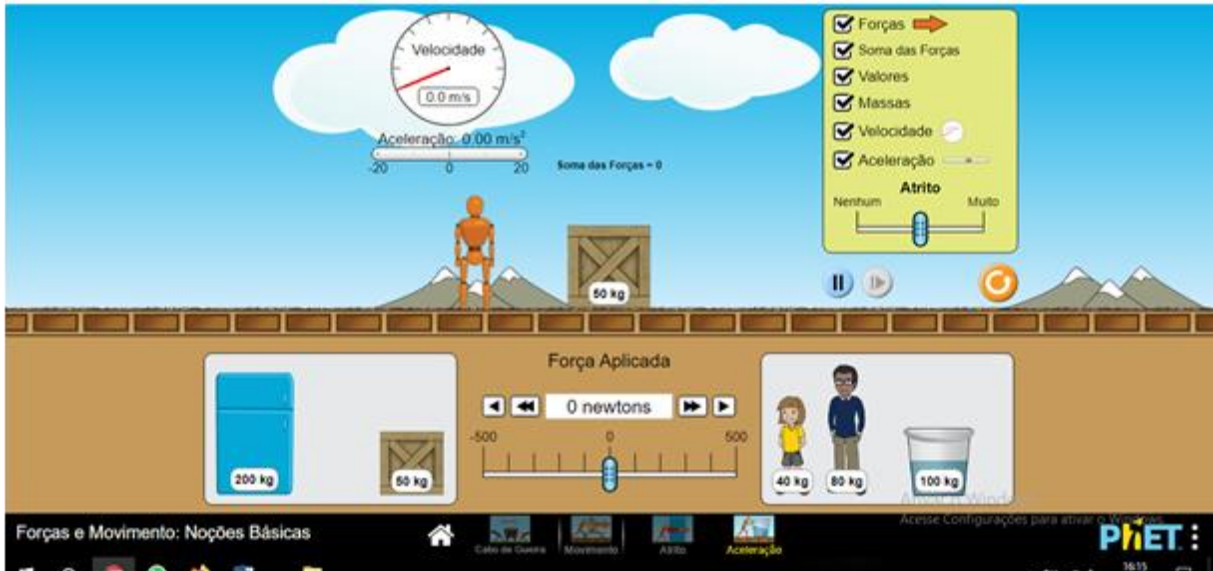 Velocidade
0.0 m/s
Aceleração: 0.00 m/s²
-20 0 20
Soma das Forças = 0
Forças
Soma das Forças
Valores
Massas
Velocidade
Aceleração
Atrito
Nenhum Muito
50 kg
Força Aplicada
0 newtons
-500 0 500
200 kg
50 kg
40 kg
80 kg
100 kg
Acesse Configurações para ativar o Windows.
Forças e Movimento: Noções Básicas
Cabo de Guerra
Movimento
Atrito
Aceleração
PhET
16:15